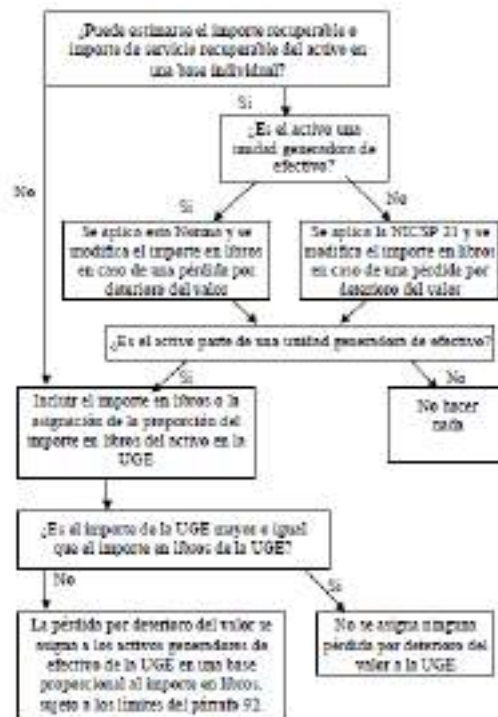 ¿Puede estimarse el importe recuperable o
importe de servicio recuperable del activo en
una base individual?
Si
¿Es el activo una
unidad generadora de
efectivo?
No
Si
No
Se aplica esta Norma y se
modifica el importe en libros
en caso de una pérdida por
deterioro del valor
Se aplica la NICSP 21 y se
modifica el importe en libros
en caso de una pérdida por
deterioro del valor
¿Es el activo parte de una unidad generadora de efectivo?
Si
No
Incluir el importe en libros o la
asignación de la proporción del
importe en libros del activo en la
UGE
No hacer
nada
¿Es el importe de la UGE mayor o igual
que el importe en libros de la UGE?
No
Si
La pérdida por deterioro del valor se
asigna a los activos generadores de
efectivo de la UGE en una base
proporcional al importe en libros,
sujeto a los límites del párrafo 92.
No se asigna ninguna
pérdida por deterioro del
valor a la UGE